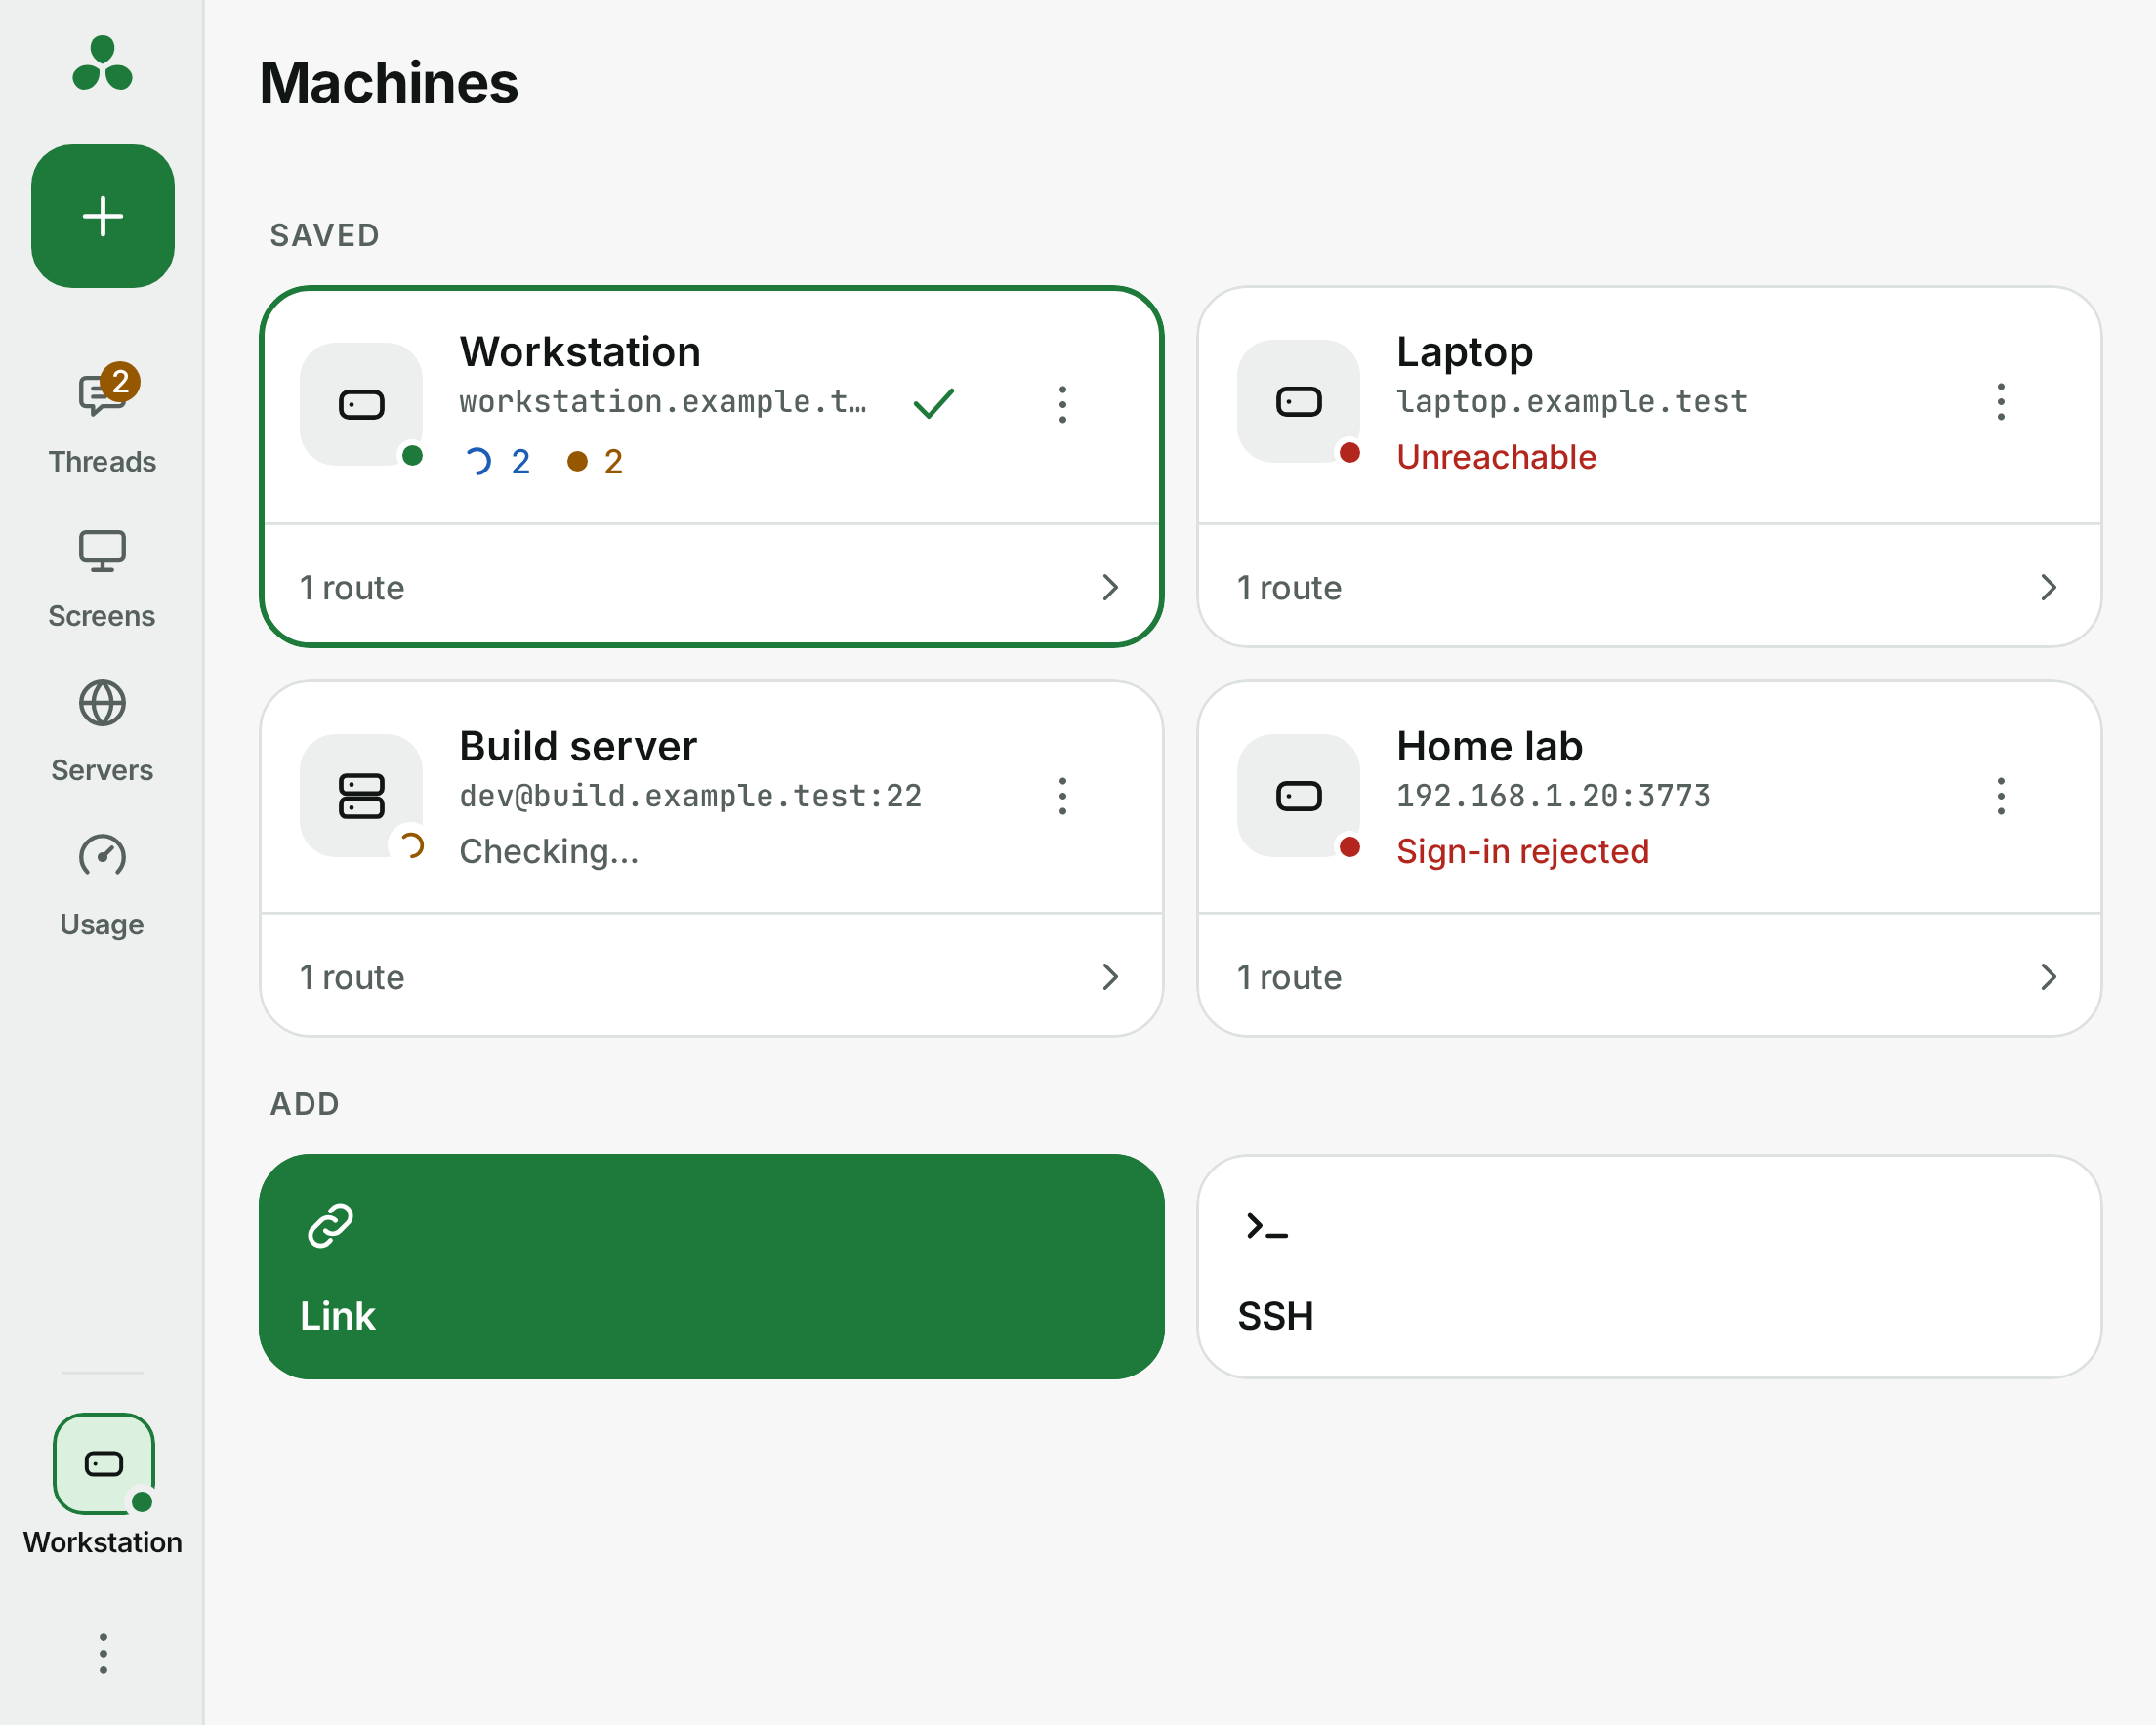 Machines
2
Threads
Screens
Servers
Usage
Workstation
SAVED
Workstation
workstation.example.t…
2 2
1 route
Laptop
laptop.example.test
Unreachable
1 route
Build server
dev@build.example.test:22
Checking…
1 route
Home lab
192.168.1.20:3773
Sign-in rejected
1 route
ADD
Link
SSH